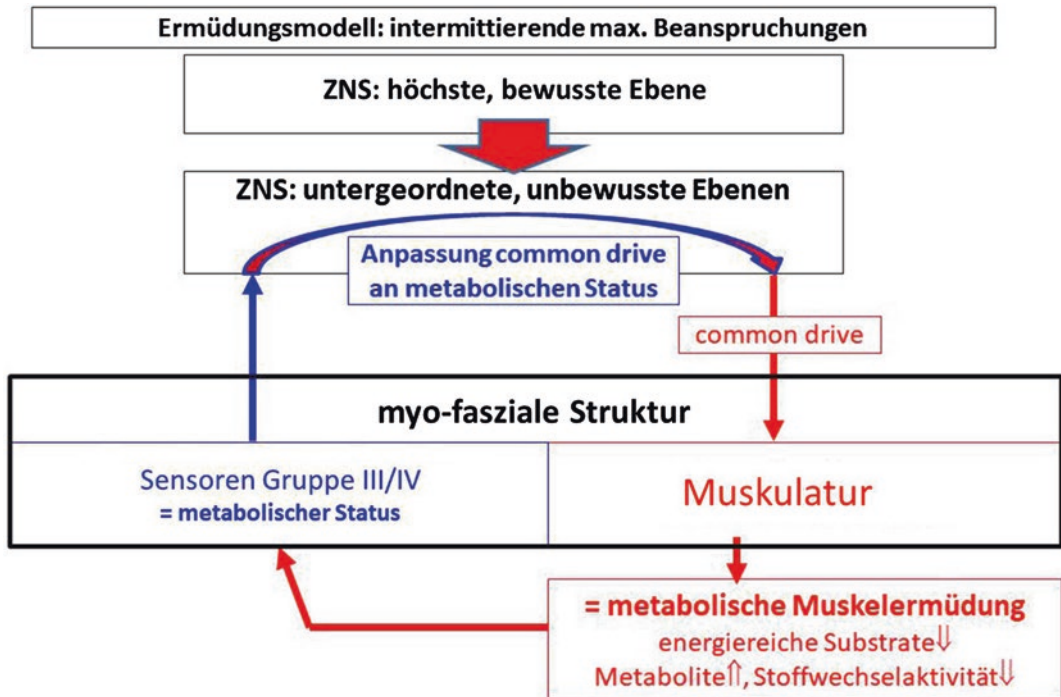 Ermüdungsmodell: intermittierende max. Beanspruchungen
ZNS: höchste, bewusste Ebene
ZNS: untergeordnete, unbewusste Ebenen
Anpassung common drive
an metabolischen Status
common drive
myo-fasziale Struktur
Sensoren Gruppe III/IV
= metabolischer Status
Muskulatur
= metabolische Muskelermüdung
energiereiche Substrate⇓
Metabolite⇑, Stoffwechselaktivität⇓